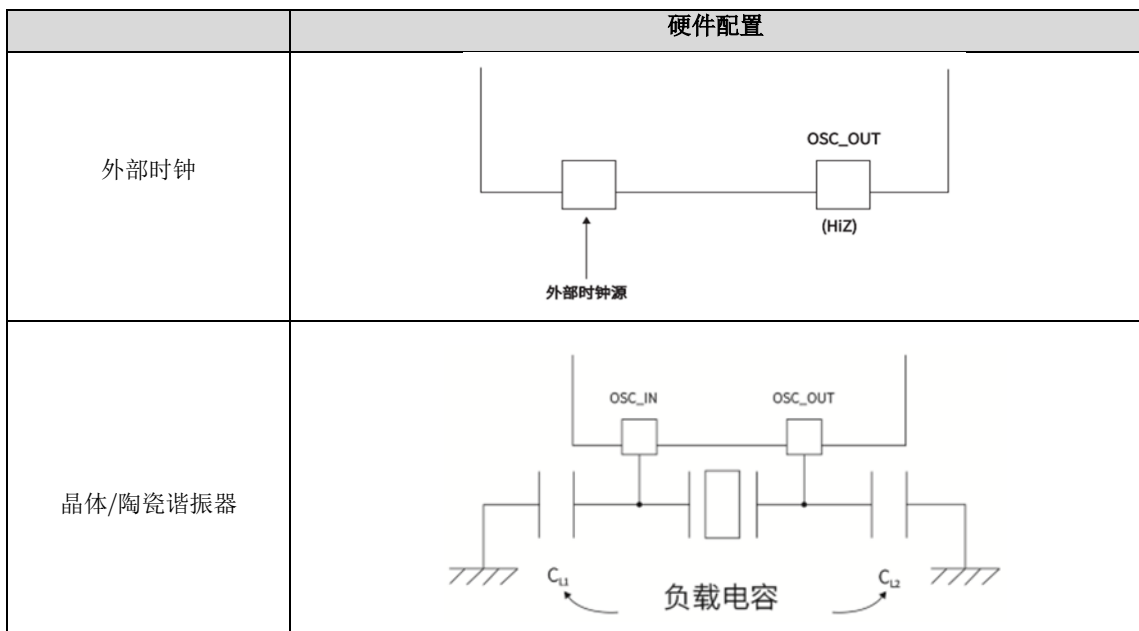 硬件配置
外部时钟
OSC_OUT
(HiZ)
外部时钟源
晶体/陶瓷谐振器
OSC_IN
OSC_OUT
CL1
负载电容
CL2